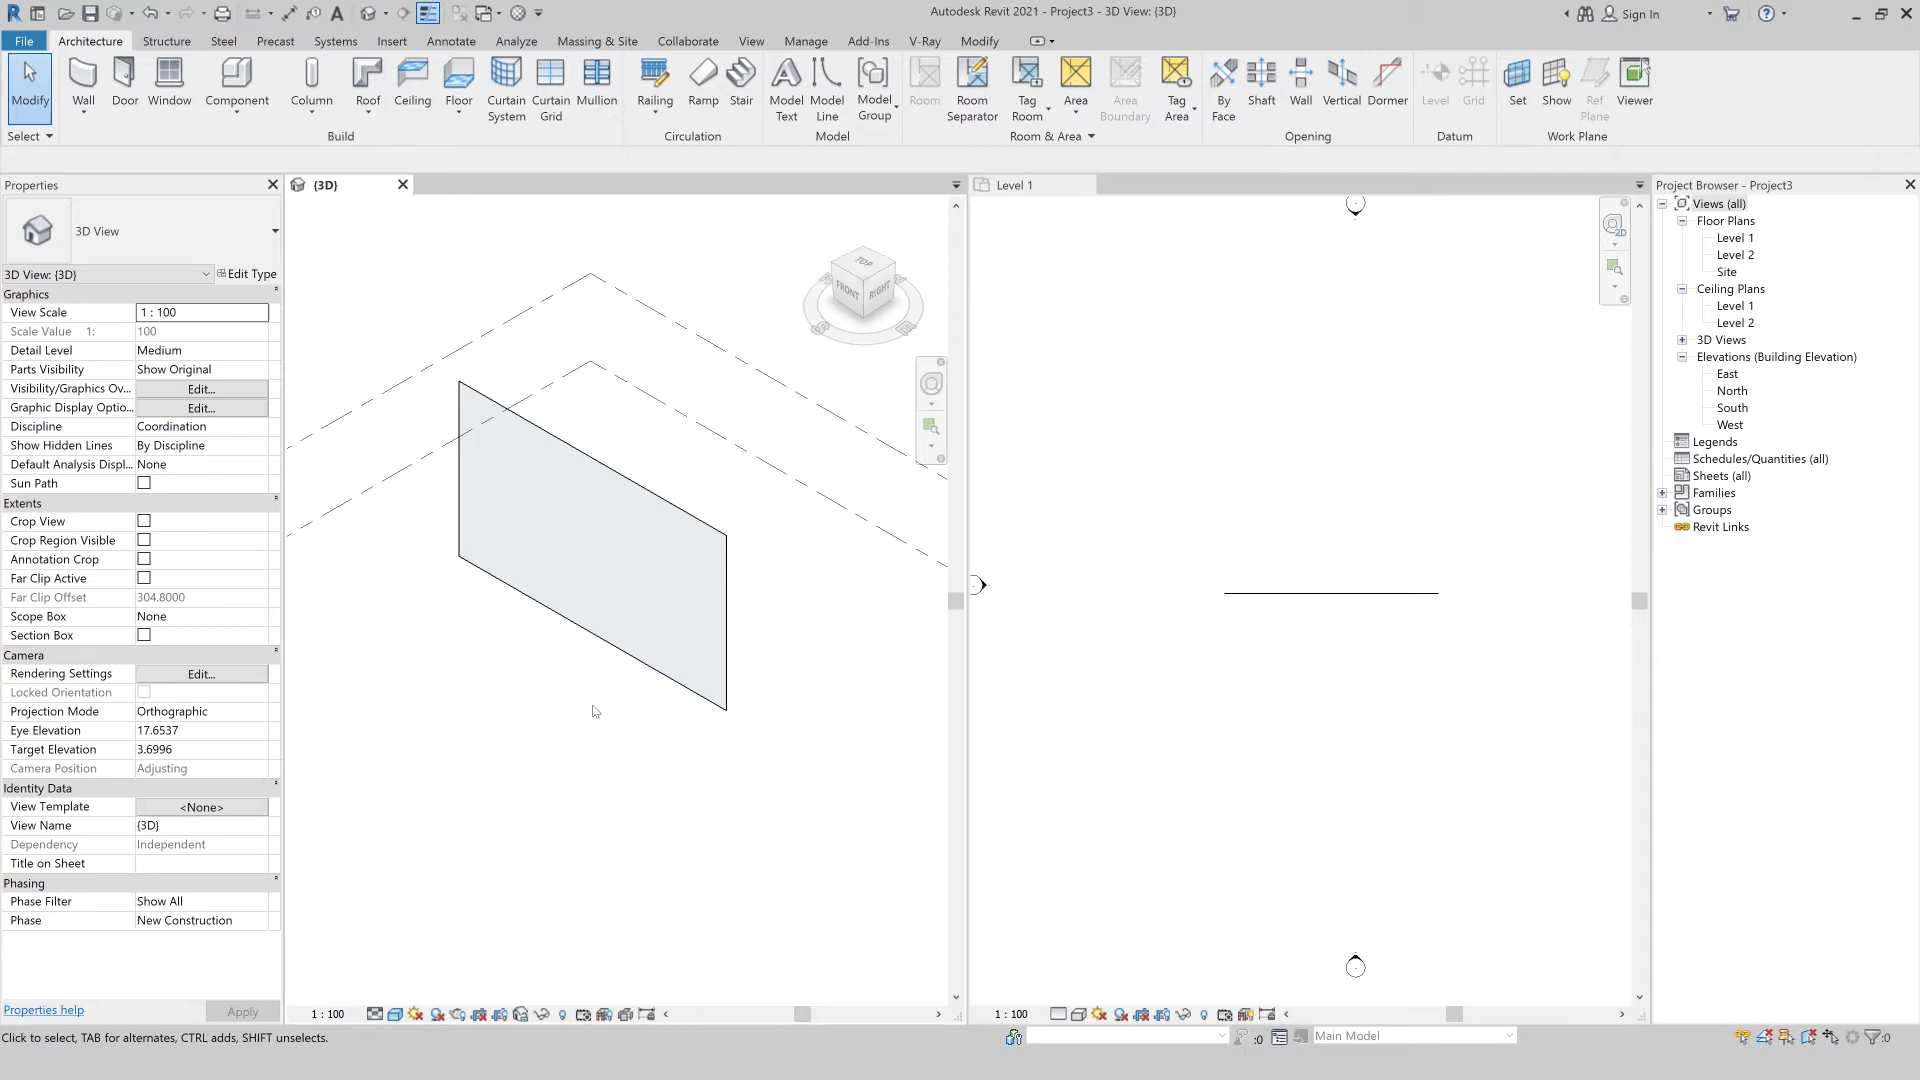 Autodesk Revit 2021 - Project3 - 3D View: {3D}
Sign In
File Architecture Structure Steel Precast Systems Insert Annotate Analyze Massing & Site Collaborate View Manage Add-Ins V-Ray Modify
Modify
Wall
Door
Window
Component
Column
Roof
Ceiling
Floor
Curtain System
Curtain Grid
Mullion
Railing
Ramp
Stair
Model Text
Model Line
Model Group
Room
Room Separator
Tag Room
Area
Area Boundary
Tag Area
By Face
Shaft
Wall
Vertical
Dormer
Level
Grid
Set
Show
Ref Plane
Viewer
Select Build Circulation Model Room & Area Opening Datum Work Plane
Properties
3D View
3D View: {3D}
Edit Type
Graphics
View Scale 1 : 100
Scale Value 1: 100
Detail Level Medium
Parts Visibility Show Original
Visibility/Graphics Ov... Edit...
Graphic Display Optio... Edit...
Discipline Coordination
Show Hidden Lines By Discipline
Default Analysis Displ... None
Sun Path
Extents
Crop View
Crop Region Visible
Annotation Crop
Far Clip Active
Far Clip Offset 304.8000
Scope Box None
Section Box
Camera
Rendering Settings Edit...
Locked Orientation
Projection Mode Orthographic
Eye Elevation 17.6537
Target Elevation 3.6996
Camera Position Adjusting
Identity Data
View Template <None>
View Name {3D}
Dependency Independent
Title on Sheet
Phasing
Phase Filter Show All
Phase New Construction
Properties help
Apply
{3D}
TOP
FRONT
RIGHT
1 : 100
Level 1
2D
1 : 100
Project Browser - Project3
Views (all)
Floor Plans
Level 1
Level 2
Site
Ceiling Plans
Level 1
Level 2
3D Views
Elevations (Building Elevation)
East
North
South
West
Legends
Schedules/Quantities (all)
Sheets (all)
Families
Groups
Revit Links
Click to select, TAB for alternates, CTRL adds, SHIFT unselects.
:0
Main Model
:0